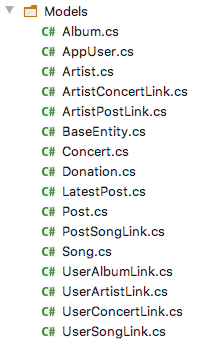 Models
C# Album.cs
C# AppUser.cs
C# Artist.cs
C# ArtistConcertLink.cs
C# ArtistPostLink.cs
C# BaseEntity.cs
C# Concert.cs
C# Donation.cs
C# LatestPost.cs
C# Post.cs
C# PostSongLink.cs
C# Song.cs
C# UserAlbumLink.cs
C# UserArtistLink.cs
C# UserConcertLink.cs
C# UserSongLink.cs